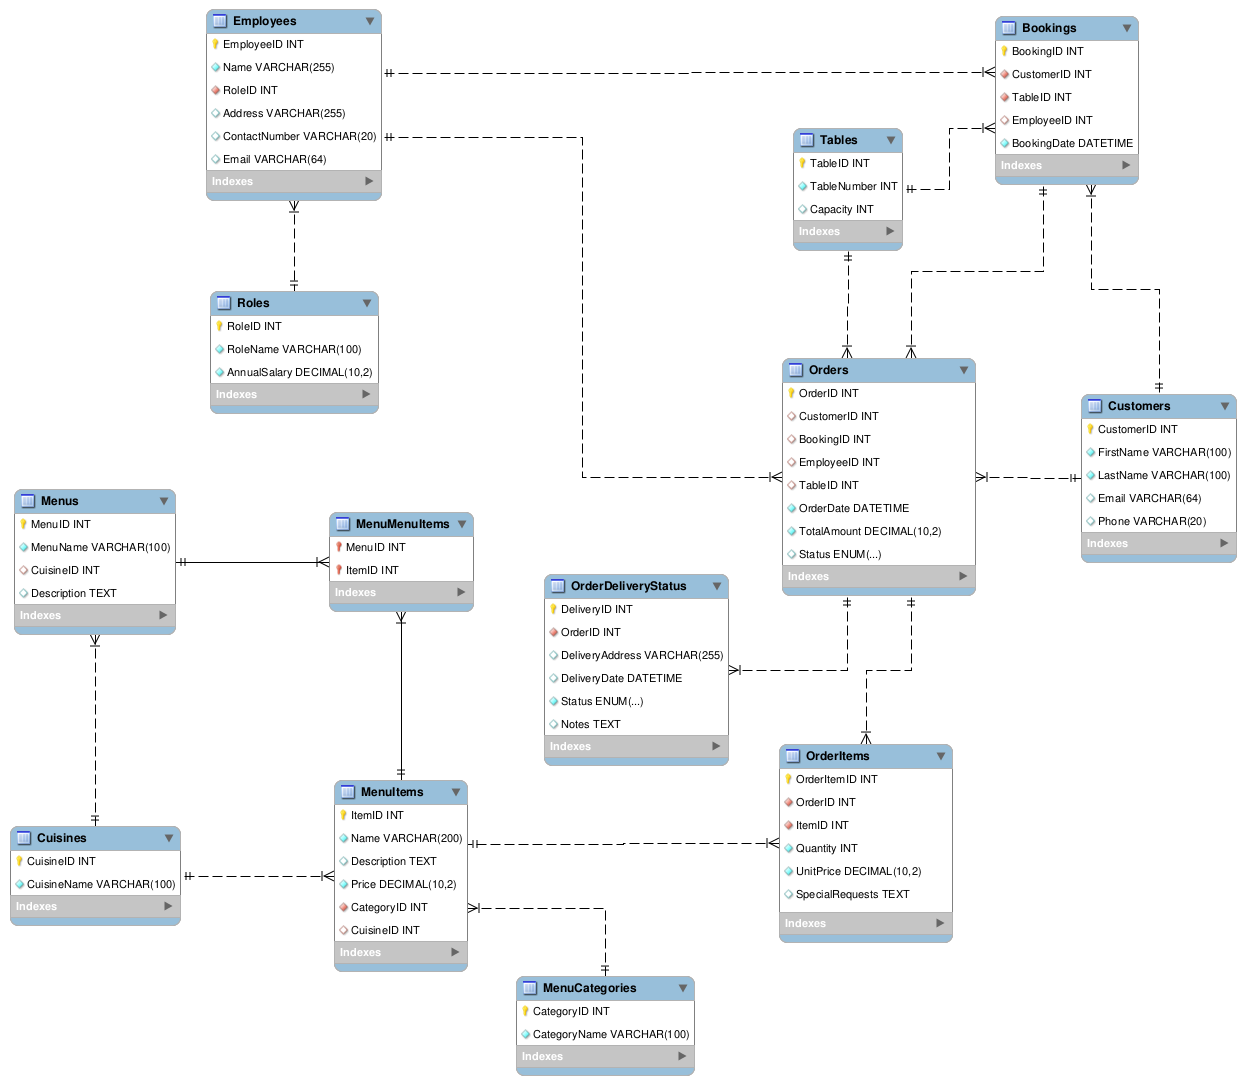 Employees
EmployeeID INT
Name VARCHAR(255)
RoleID INT
Address VARCHAR(255)
ContactNumber VARCHAR(20)
Email VARCHAR(64)
Indexes
Bookings
BookingID INT
CustomerID INT
TableID INT
EmployeeID INT
BookingDate DATETIME
Indexes
Tables
TableID INT
TableNumber INT
Capacity INT
Indexes
Roles
RoleID INT
RoleName VARCHAR(100)
AnnualSalary DECIMAL(10,2)
Indexes
Orders
OrderID INT
CustomerID INT
BookingID INT
EmployeeID INT
TableID INT
OrderDate DATETIME
TotalAmount DECIMAL(10,2)
Status ENUM(...)
Indexes
Customers
CustomerID INT
FirstName VARCHAR(100)
LastName VARCHAR(100)
Email VARCHAR(64)
Phone VARCHAR(20)
Indexes
Menus
MenuID INT
MenuName VARCHAR(100)
CuisineID INT
Description TEXT
Indexes
MenuMenuItems
MenuID INT
ItemID INT
Indexes
OrderDeliveryStatus
DeliveryID INT
OrderID INT
DeliveryAddress VARCHAR(255)
DeliveryDate DATETIME
Status ENUM(...)
Notes TEXT
Indexes
OrderItems
OrderItemID INT
OrderID INT
ItemID INT
Quantity INT
UnitPrice DECIMAL(10,2)
SpecialRequests TEXT
Indexes
MenuItems
ItemID INT
Name VARCHAR(200)
Description TEXT
Price DECIMAL(10,2)
CategoryID INT
CuisineID INT
Indexes
Cuisines
CuisineID INT
CuisineName VARCHAR(100)
Indexes
MenuCategories
CategoryID INT
CategoryName VARCHAR(100)
Indexes